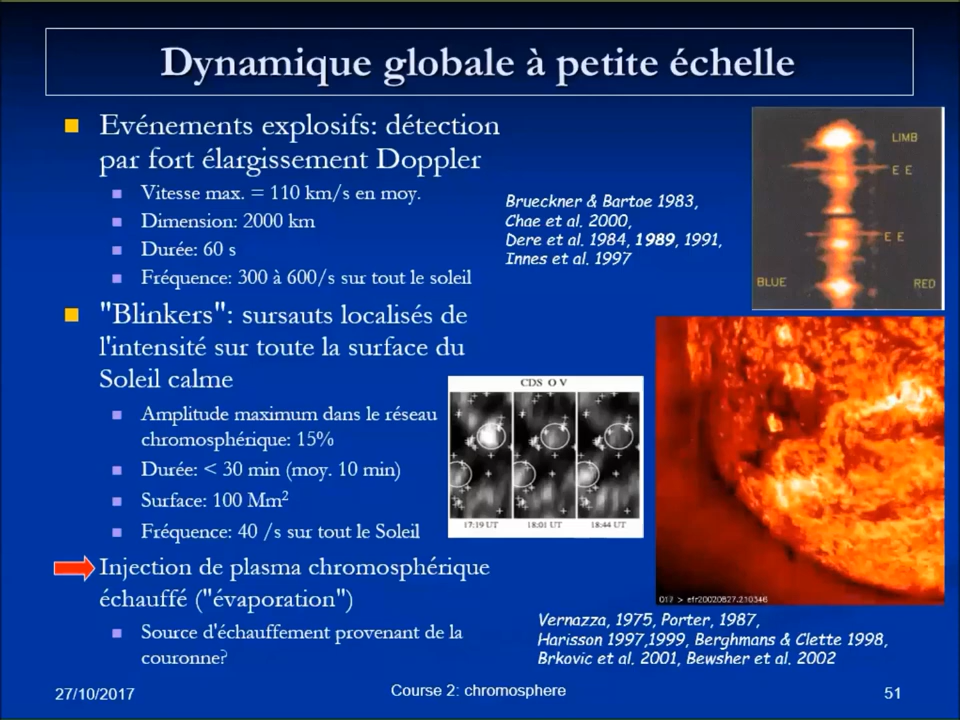 Dynamique globale à petite échelle
Evénements explosifs: détection
par fort élargissement Doppler
Vitesse max. = 110 km/s en moy.
Dimension: 2000 km
Durée: 60 s
Fréquence: 300 à 600/s sur tout le soleil
Brueckner & Bartoe 1983,
Chae et al. 2000,
Dere et al. 1984, 1989, 1991,
Innes et al. 1997
LIMB
E E
E E
BLUE RED
"Blinkers": sursauts localisés de
l'intensité sur toute la surface du
Soleil calme
Amplitude maximum dans le réseau
chromosphérique: 15%
Durée: < 30 min (moy. 10 min)
Surface: 100 Mm²
Fréquence: 40 /s sur tout le Soleil
CDS O V
17:19 UT 18:01 UT 18:44 UT
017 > efr20020827.210346
Injection de plasma chromosphérique
échauffé ("évaporation")
Source d'échauffement provenant de la
couronne?
Vernazza, 1975, Porter, 1987,
Harisson 1997,1999, Berghmans & Clette 1998,
Brkovic et al. 2001, Bewsher et al. 2002
27/10/2017
Course 2: chromosphere
51